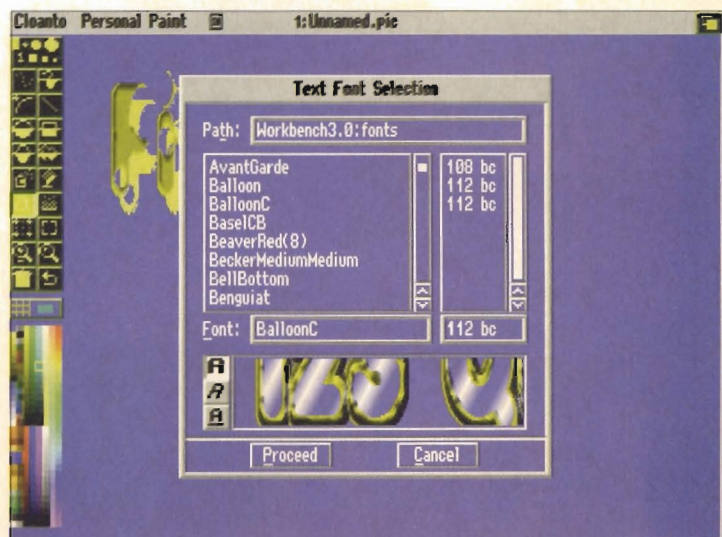 Cloanto Personal Paint 1:Unnamed.pic
Text Font Selection
Path: Workbench3.0:fonts
AvantGarde 108 bc
Balloon 112 bc
BalloonC 112 bc
BaselCB
BeaverRed(8)
BeckerMediumMedium
BellBottom
Benguiat
Font: BalloonC 112 bc
A
A
A
123
Proceed Cancel